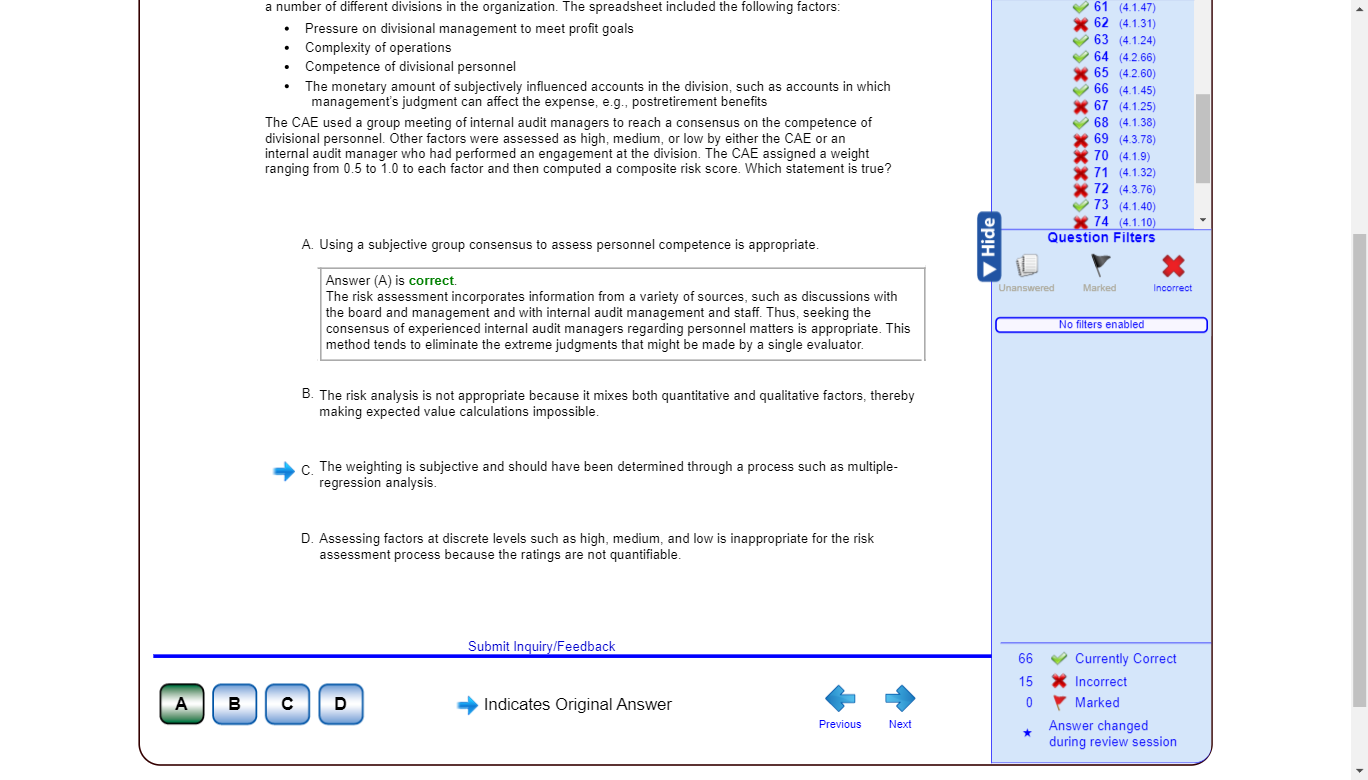 a number of different divisions in the organization. The spreadsheet included the following factors:
• Pressure on divisional management to meet profit goals
• Complexity of operations
• Competence of divisional personnel
• The monetary amount of subjectively influenced accounts in the division, such as accounts in which
management's judgment can affect the expense, e.g., postretirement benefits
The CAE used a group meeting of internal audit managers to reach a consensus on the competence of
divisional personnel. Other factors were assessed as high, medium, or low by either the CAE or an
internal audit manager who had performed an engagement at the division. The CAE assigned a weight
ranging from 0.5 to 1.0 to each factor and then computed a composite risk score. Which statement is true?
A. Using a subjective group consensus to assess personnel competence is appropriate.
Answer (A) is correct.
The risk assessment incorporates information from a variety of sources, such as discussions with
the board and management and with internal audit management and staff. Thus, seeking the
consensus of experienced internal audit managers regarding personnel matters is appropriate. This
method tends to eliminate the extreme judgments that might be made by a single evaluator.
B. The risk analysis is not appropriate because it mixes both quantitative and qualitative factors, thereby
making expected value calculations impossible.
C. The weighting is subjective and should have been determined through a process such as multiple-
regression analysis.
D. Assessing factors at discrete levels such as high, medium, and low is inappropriate for the risk
assessment process because the ratings are not quantifiable.
Submit Inquiry/Feedback
A
B
C
D
Indicates Original Answer
Previous
Next
61 (4.1.47)
62 (4.1.31)
63 (4.1.24)
64 (4.2.66)
65 (4.2.60)
66 (4.1.45)
67 (4.1.25)
68 (4.1.38)
69 (4.3.78)
70 (4.1.9)
71 (4.1.32)
72 (4.3.76)
73 (4.1.40)
74 (4.1.10)
Hide
Question Filters
Unanswered
Marked
Incorrect
No filters enabled
66 Currently Correct
15 Incorrect
0 Marked
Answer changed
during review session